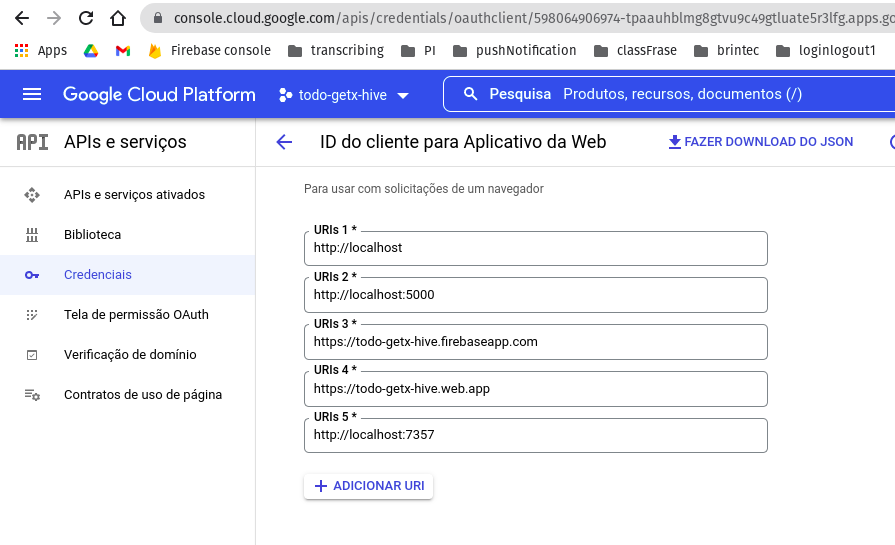 console.cloud.google.com/apis/credentials/oauthclient/598064906974-tpaauhblmg8gtvu9c49gtluate5r3lfg.apps.go
Apps Firebase console transcribing PI pushNotification classFrase brintec loginlogout1
Google Cloud Platform todo-getx-hive Pesquisa Produtos, recursos, documentos (/)
API APIs e serviços
ID do cliente para Aplicativo da Web FAZER DOWNLOAD DO JSON
APIs e serviços ativados
Biblioteca
Credenciais
Tela de permissão OAuth
Verificação de domínio
Contratos de uso de página
Para usar com solicitações de um navegador
URIs 1 *
http://localhost
URIs 2 *
http://localhost:5000
URIs 3 *
https://todo-getx-hive.firebaseapp.com
URIs 4 *
https://todo-getx-hive.web.app
URIs 5 *
http://localhost:7357
ADICIONAR URI